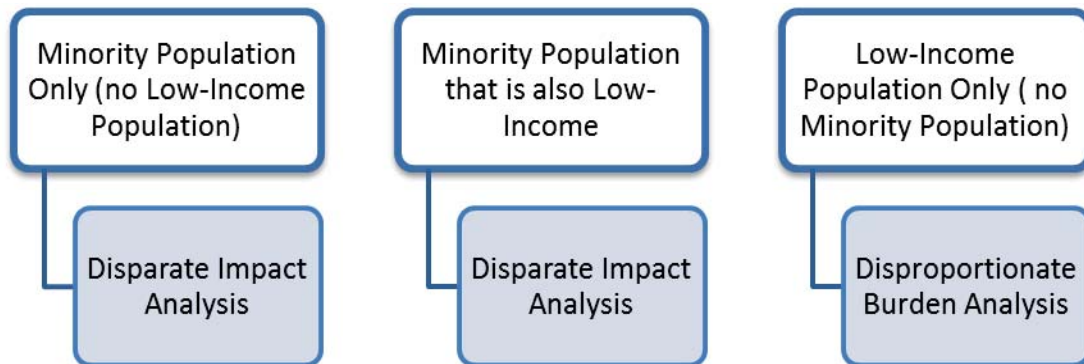 Minority Population
Only (no Low-Income
Population)
Disparate Impact
Analysis
Minority Population
that is also Low-
Income
Disparate Impact
Analysis
Low-Income
Population Only ( no
Minority Population)
Disproportionate
Burden Analysis